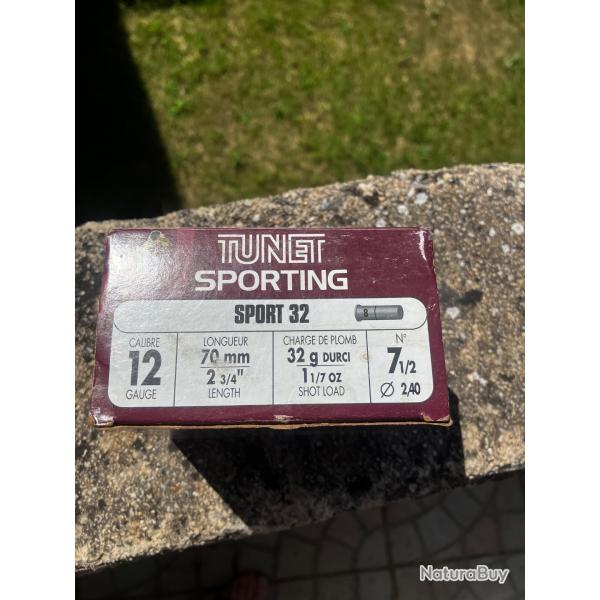 TUNET
SPORTING
SPORT 32
8
CALIBRE
12
GAUGE
LONGUEUR
70 mm
2 3/4"
LENGTH
CHARGE DE PLOMB
32 g DURCI
1 1/7 OZ
SHOT LOAD
N°
7 1/2
Ø 2,40
NaturaBuy